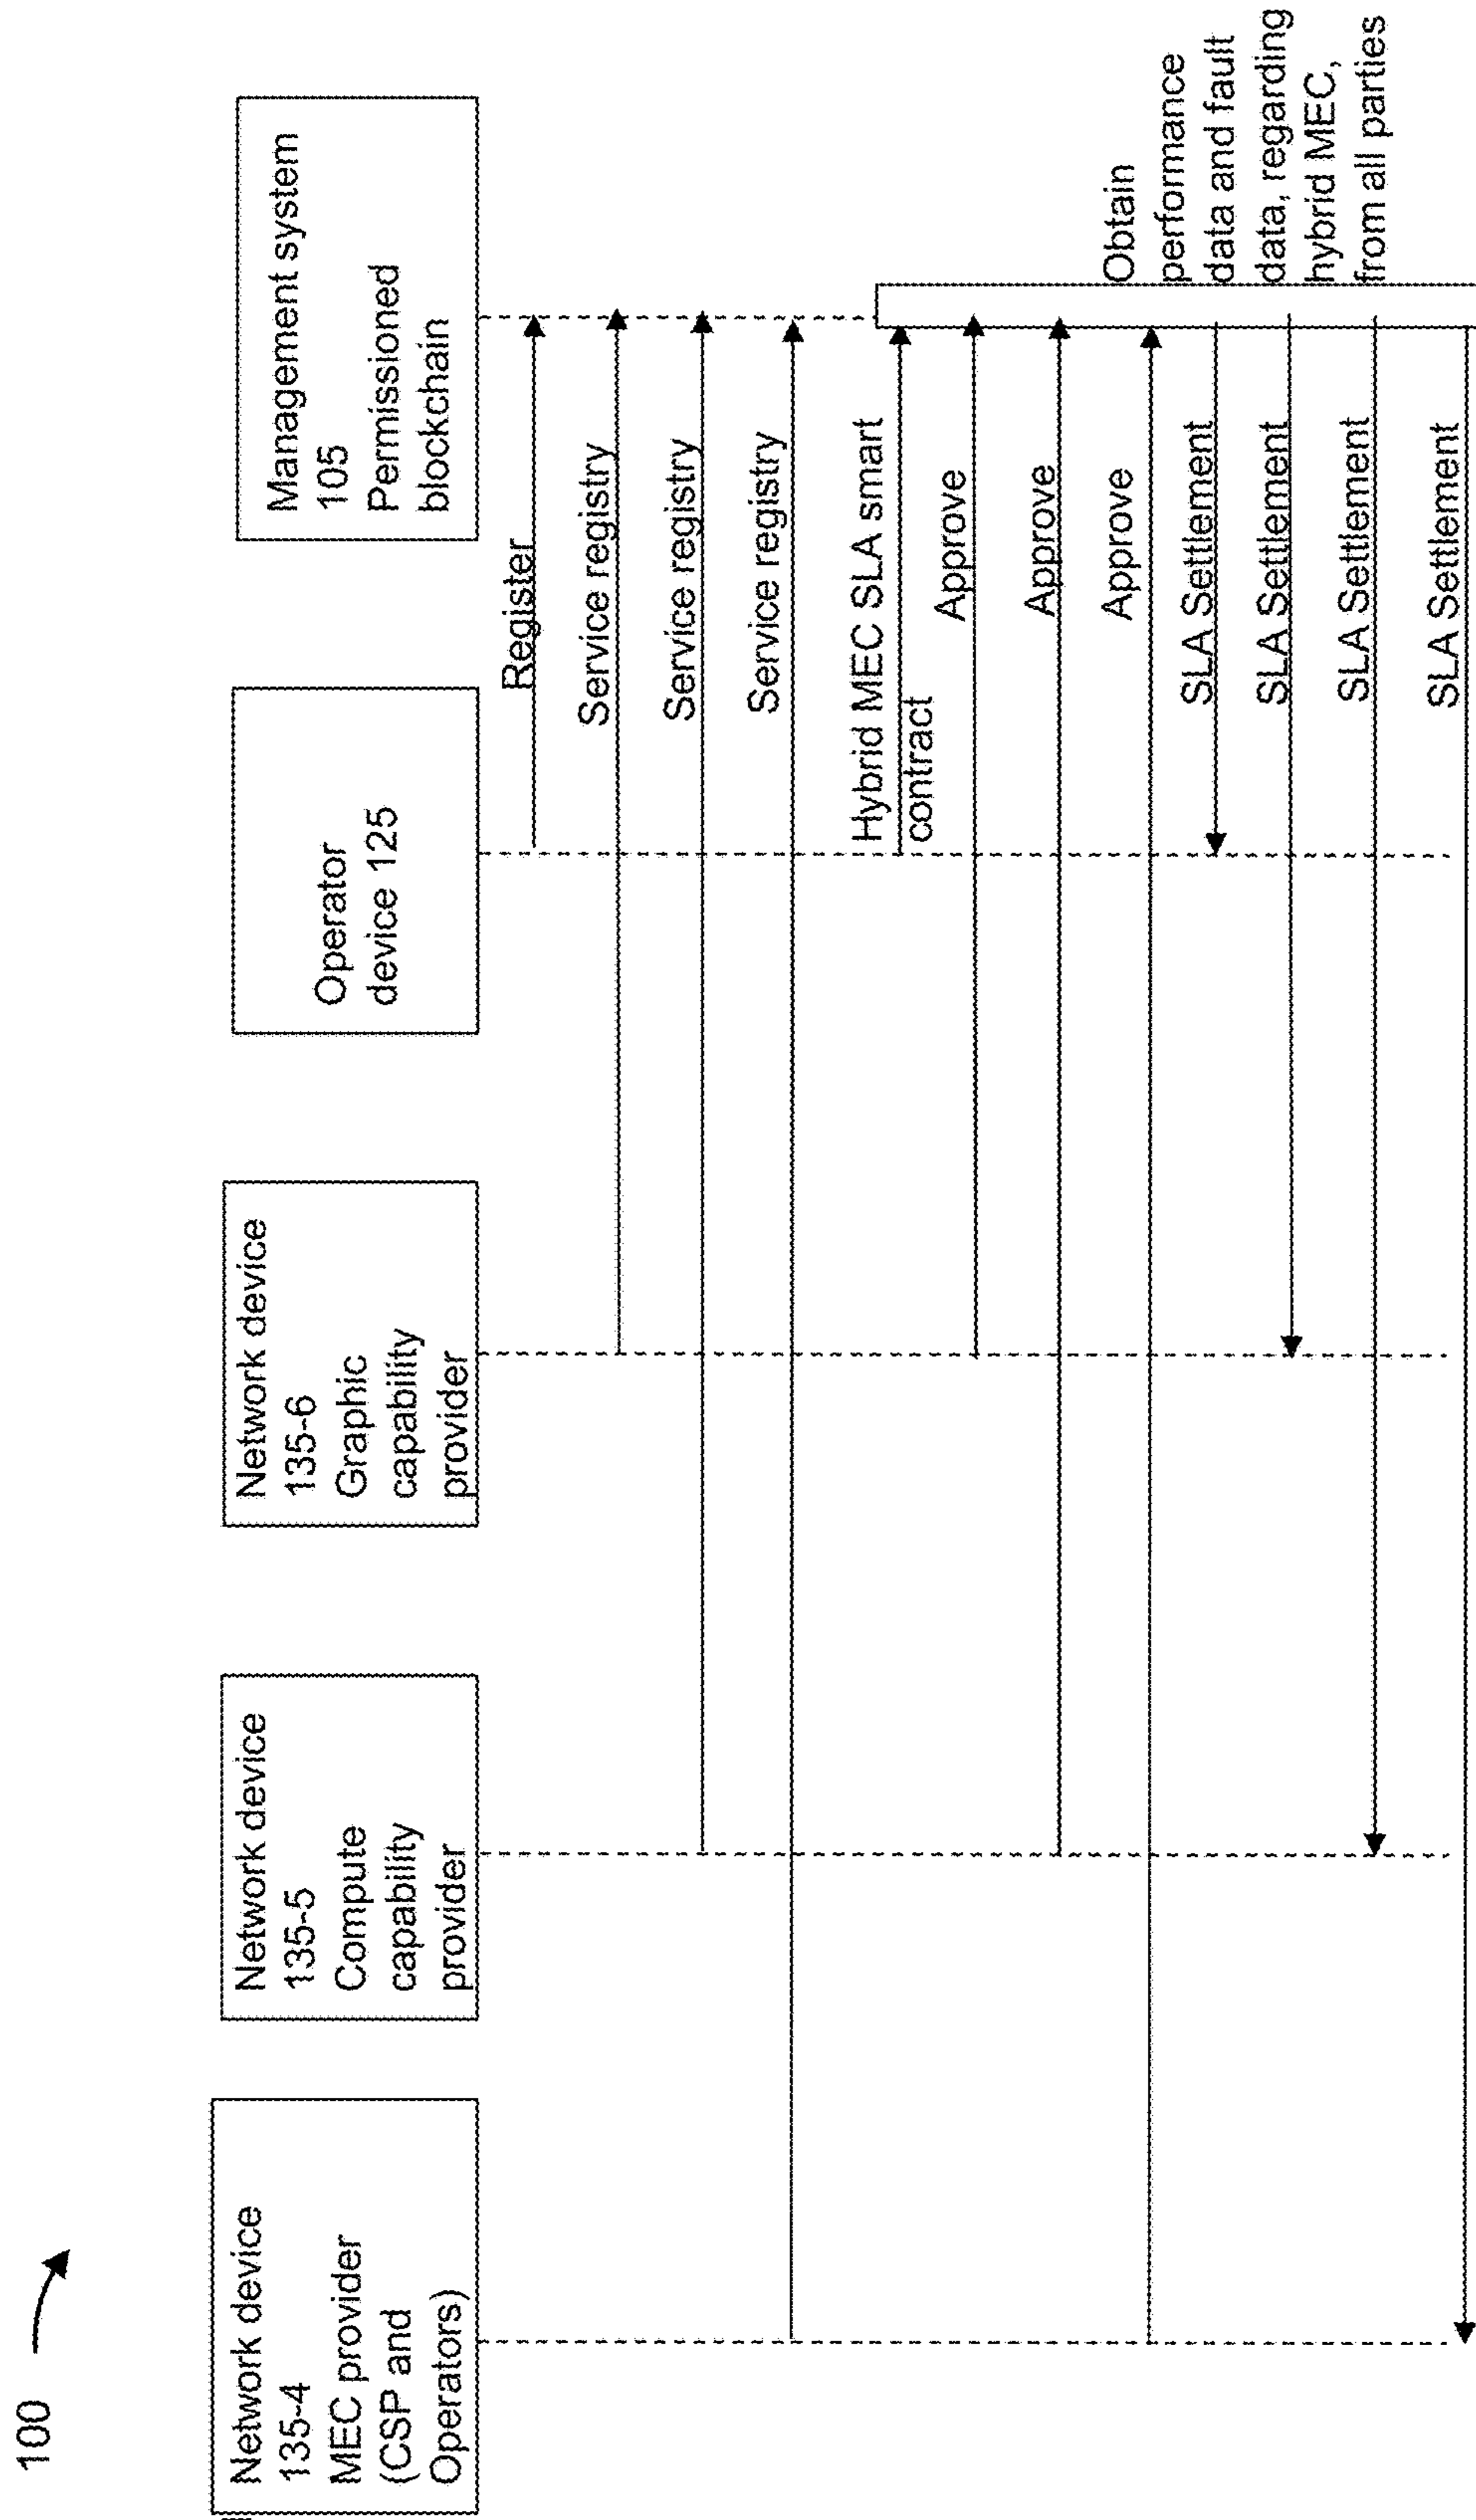 100
Network device
135-4
MEC provider
(CSP and
Operators)
Network device
135-5
Compute
capability
provider
Network device
135-6
Graphic
capability
provider
Operator
device 125
Management system
105
Permissioned
blockchain
Register
Service registry
Service registry
Service registry
Hybrid MEC SLA smart
contract
Approve
Approve
Approve
SLA Settlement
SLA Settlement
SLA Settlement
SLA Settlement
Obtain
performance
data and fault
data, regarding
hybrid MEC,
from all parties